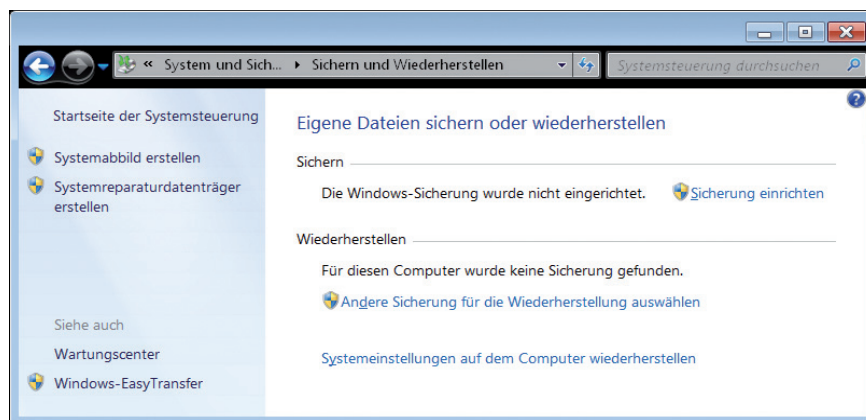 « System und Sich... ▸ Sichern und Wiederherstellen
Systemsteuerung durchsuchen
Startseite der Systemsteuerung
Systemabbild erstellen
Systemreparaturdatenträger
erstellen
Siehe auch
Wartungscenter
Windows-EasyTransfer
Eigene Dateien sichern oder wiederherstellen
Sichern
Die Windows-Sicherung wurde nicht eingerichtet. Sicherung einrichten
Wiederherstellen
Für diesen Computer wurde keine Sicherung gefunden.
Andere Sicherung für die Wiederherstellung auswählen
Systemeinstellungen auf dem Computer wiederherstellen